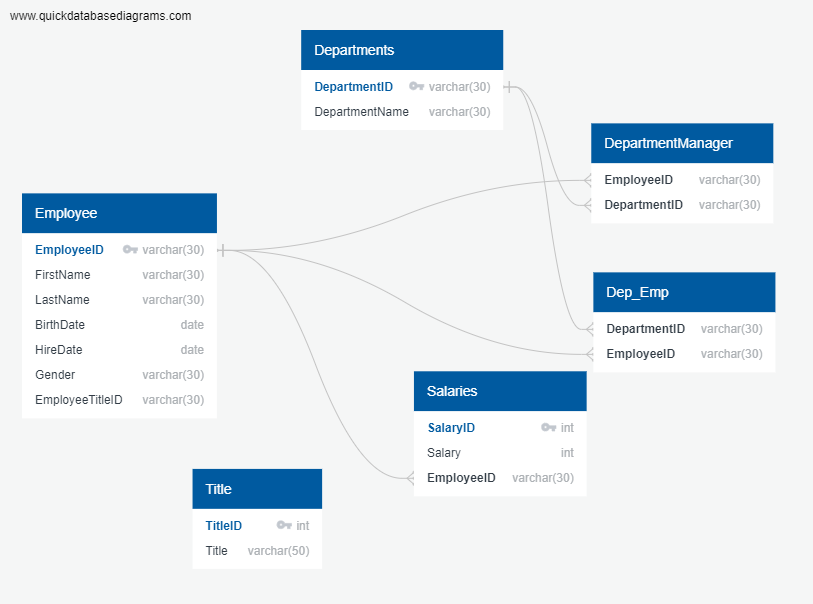 www.quickdatabasediagrams.com
Departments
DepartmentID varchar(30)
DepartmentName varchar(30)
DepartmentManager
EmployeeID varchar(30)
DepartmentID varchar(30)
Employee
EmployeeID varchar(30)
FirstName varchar(30)
LastName varchar(30)
BirthDate date
HireDate date
Gender varchar(30)
EmployeeTitleID varchar(30)
Dep_Emp
DepartmentID varchar(30)
EmployeeID varchar(30)
Salaries
SalaryID int
Salary int
EmployeeID varchar(30)
Title
TitleID int
Title varchar(50)